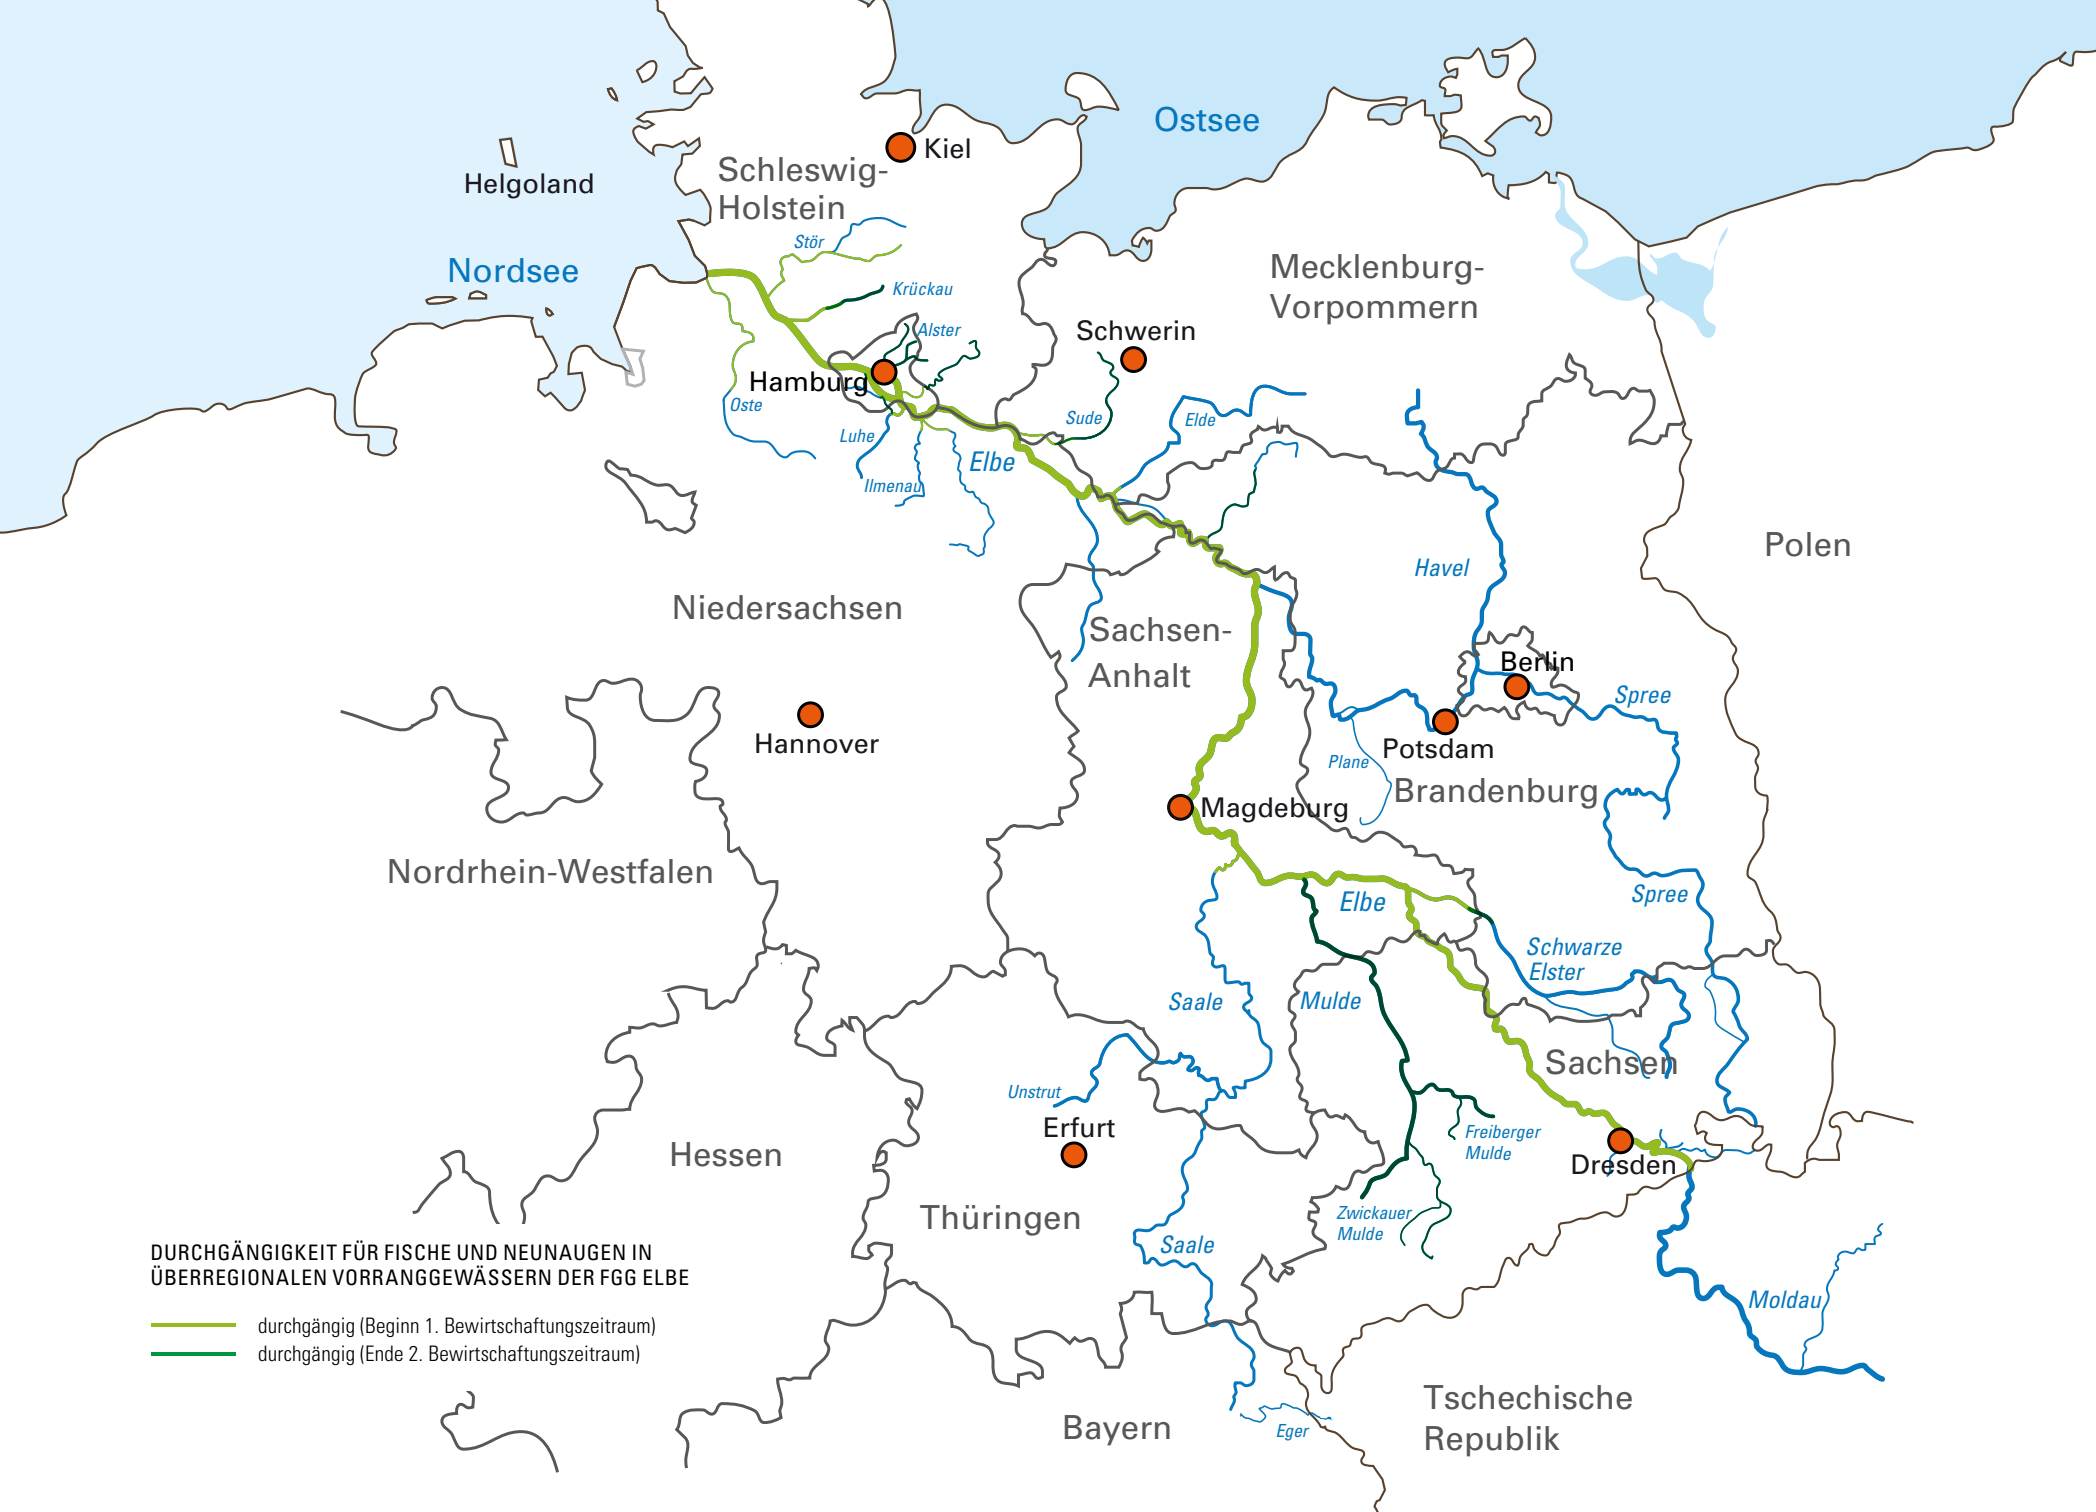 Ostsee
Kiel
Helgoland
Schleswig-
Holstein
Stör
Nordsee
Krückau
Mecklenburg-
Vorpommern
Alster
Schwerin
Hamburg
Oste
Luhe
Sude
Elde
Elbe
Ilmenau
Havel
Polen
Niedersachsen
Sachsen-
Anhalt
Berlin
Spree
Hannover
Potsdam
Plane
Brandenburg
Magdeburg
Nordrhein-Westfalen
Elbe
Spree
Schwarze
Elster
Saale
Mulde
Sachsen
Unstrut
Erfurt
Freiberger
Mulde
Hessen
Dresden
Thüringen
Zwickauer
Mulde
Saale
DURCHGÄNGIGKEIT FÜR FISCHE UND NEUNAUGEN IN
ÜBERREGIONALEN VORRANGGEWÄSSERN DER FGG ELBE
durchgängig (Beginn 1. Bewirtschaftungszeitraum)
durchgängig (Ende 2. Bewirtschaftungszeitraum)
Moldau
Tschechische
Republik
Bayern
Eger